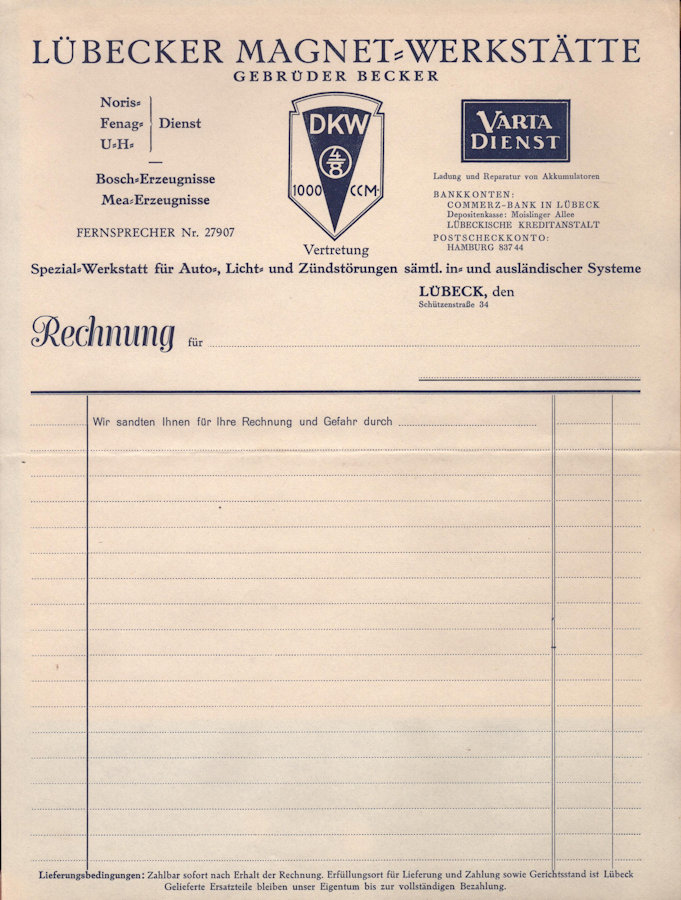 LÜBECKER MAGNET=WERKSTÄTTE
GEBRÜDER BECKER
Noris=
Fenag=
U=H=
Dienst
Bosch=Erzeugnisse
Mea=Erzeugnisse
FERNSPRECHER Nr. 27907
DKW
4/8
1000 CCM.
Vertretung
VARTA
DIENST
Ladung und Reparatur von Akkumulatoren
BANKKONTEN:
COMMERZ-BANK IN LÜBECK
Depositenkasse: Moislinger Allee
LÜBECKISCHE KREDITANSTALT
POSTSCHECKKONTO:
HAMBURG 83744
Spezial=Werkstatt für Auto=, Licht= und Zündstörungen sämtl. in= und ausländischer Systeme
LÜBECK, den
Schützenstraße 34
Rechnung für
Wir sandten Ihnen für Ihre Rechnung und Gefahr durch
Lieferungsbedingungen: Zahlbar sofort nach Erhalt der Rechnung. Erfüllungsort für Lieferung und Zahlung sowie Gerichtsstand ist Lübeck
Gelieferte Ersatzteile bleiben unser Eigentum bis zur vollständigen Bezahlung.